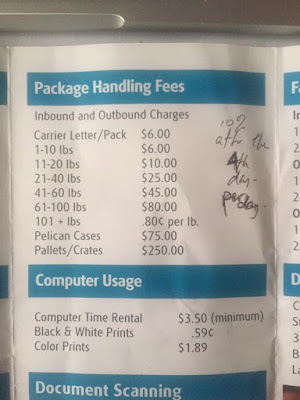 Package Handling Fees
Inbound and Outbound Charges
Carrier Letter/Pack $6.00
1-10 lbs $6.00
11-20 lbs $10.00
21-40 lbs $25.00
41-60 lbs $45.00
61-100 lbs $80.00
101 + lbs .80¢ per lb.
Pelican Cases $75.00
Pallets/Crates $250.00
after the
4th
day-
per day.
Computer Usage
Computer Time Rental $3.50 (minimum)
Black & White Prints .59¢
Color Prints $1.89
Document Scanning